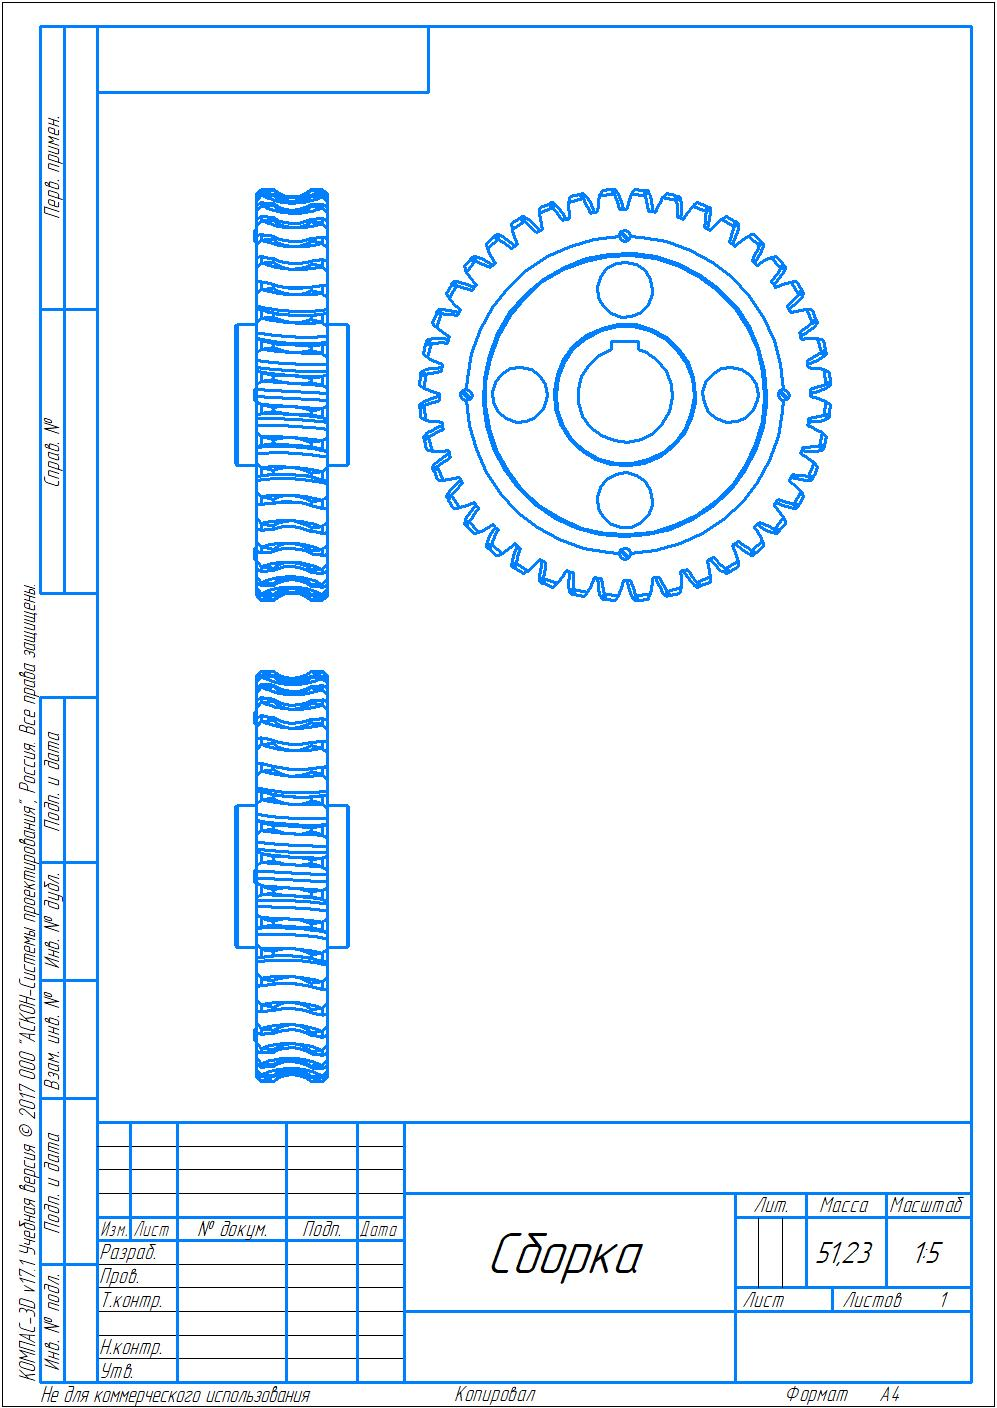 Перв. примен.
Справ. №
Подп. и дата
Инв. № дубл.
Взам. инв. №
Подп. и дата
Инв. № подл.
КОМПАС-3D v17.1 Учебная версия © 2017 ООО "АСКОН-Системы проектирования", Россия. Все права защищены.
Лит. Масса Масштаб
Изм. Лист № докум. Подп. Дата
Разраб.
Сборка
51,23 1:5
Пров.
Т.контр.
Лист Листов 1
Н.контр.
Утв.
Не для коммерческого использования Копировал Формат A4